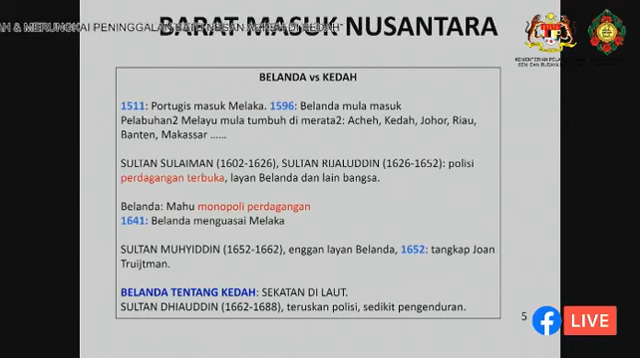 BARAT MASUK NUSANTARA
& MERUNGKAI PENINGGALAN
BELANDA vs KEDAH
1511: Portugis masuk Melaka. 1596: Belanda mula masuk
Pelabuhan2 Melayu mula tumbuh di merata2: Acheh, Kedah, Johor, Riau,
Banten, Makassar ......
SULTAN SULAIMAN (1602-1626), SULTAN RIJALUDDIN (1626-1652): polisi
perdagangan terbuka, layan Belanda dan lain bangsa.
Belanda: Mahu monopoli perdagangan
1641: Belanda menguasai Melaka
SULTAN MUHYIDDIN (1652-1662), enggan layan Belanda, 1652: tangkap Joan
Truijtman.
BELANDA TENTANG KEDAH: SEKATAN DI LAUT.
SULTAN DHIAUDDIN (1662-1688), teruskan polisi, sedikit pengenduran.
5
LIVE